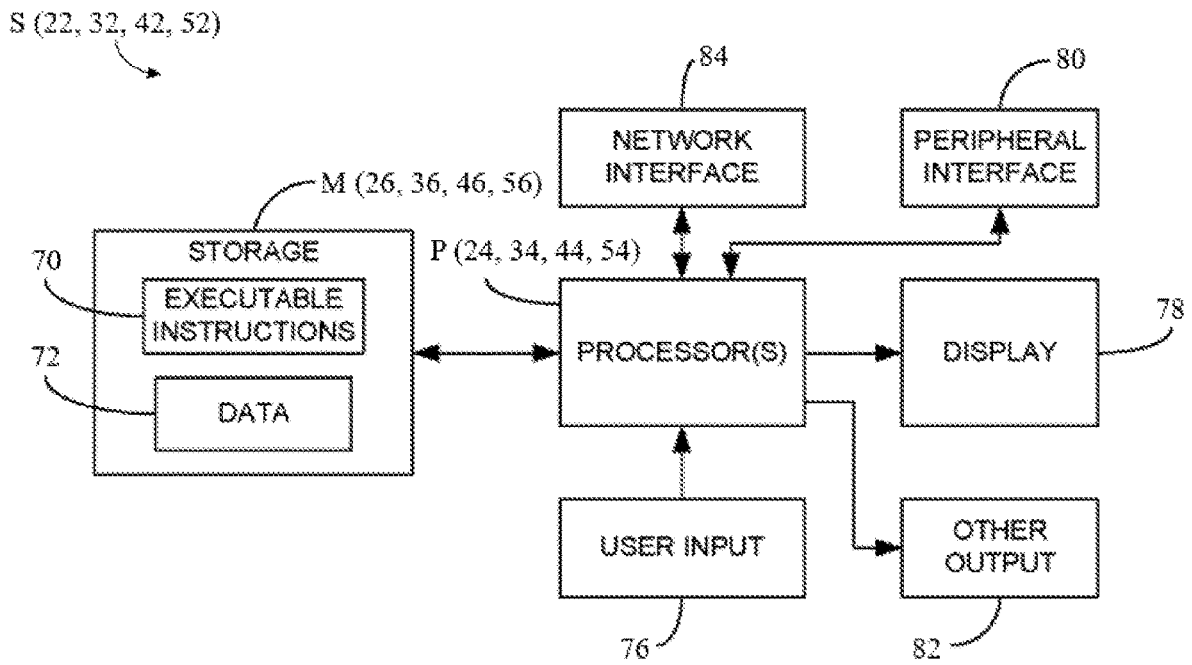 S (22, 32, 42, 52)
84
80
NETWORK
INTERFACE
PERIPHERAL
INTERFACE
M (26, 36, 46, 56)
STORAGE
P (24, 34, 44, 54)
70
EXECUTABLE
INSTRUCTIONS
PROCESSOR(S)
DISPLAY
78
72
DATA
USER INPUT
OTHER
OUTPUT
76
82